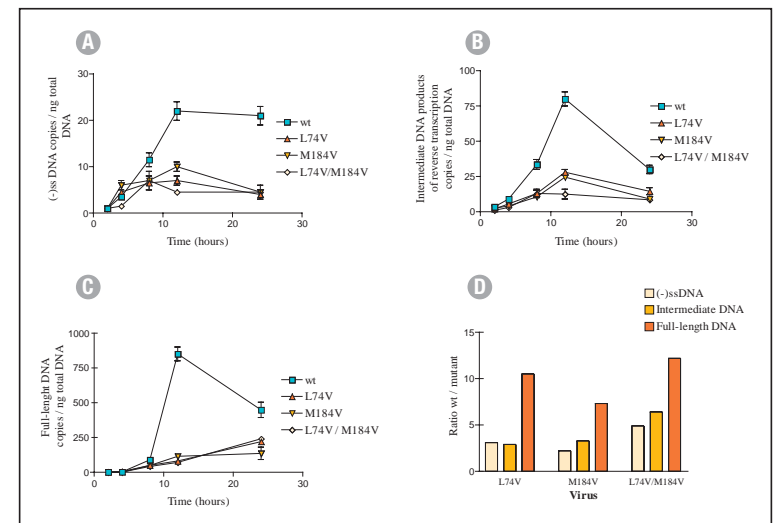 A
(-)ss DNA copies / ng total
DNA
30
20
10
0
0
10
20
30
Time (hours)
wt
L74V
M184V
L74V/M184V
B
Intermediate DNA products
of reverse transcription
copies / ng total DNA
100
75
50
25
0
0
10
20
30
Time (hours)
wt
L74V
M184V
L74V / M184V
C
Full-lenght DNA
copies / ng total DNA
1000
750
500
250
0
0
10
20
30
Time (hours)
wt
L74V
M184V
L74V / M184V
D
(-)ssDNA
Intermediate DNA
Full-length DNA
Ratio wt / mutant
15
10
5
0
L74V
M184V
L74V/M184V
Virus